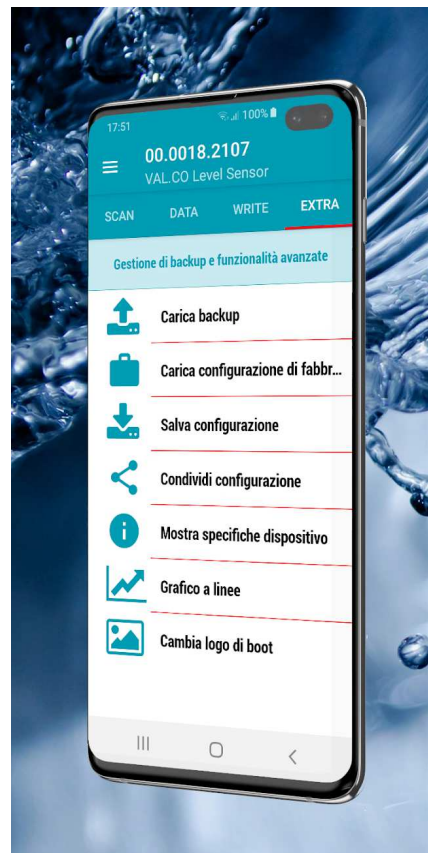 17:51
100%
00.0018.2107
VAL.CO Level Sensor
SCAN DATA WRITE EXTRA
Gestione di backup e funzionalità avanzate
Carica backup
Carica configurazione di fabbr...
Salva configurazione
Condividi configurazione
Mostra specifiche dispositivo
Grafico a linee
Cambia logo di boot